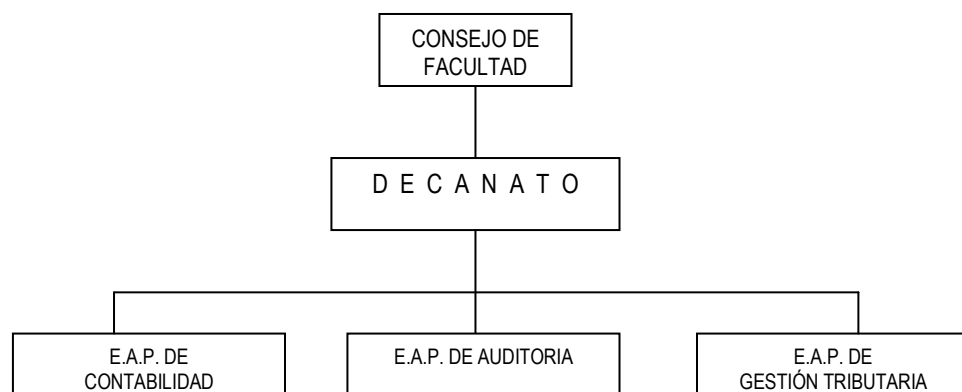 CONSEJO DE
FACULTAD
D E C A N A T O
E.A.P. DE
CONTABILIDAD
E.A.P. DE AUDITORIA
E.A.P. DE
GESTIÓN TRIBUTARIA